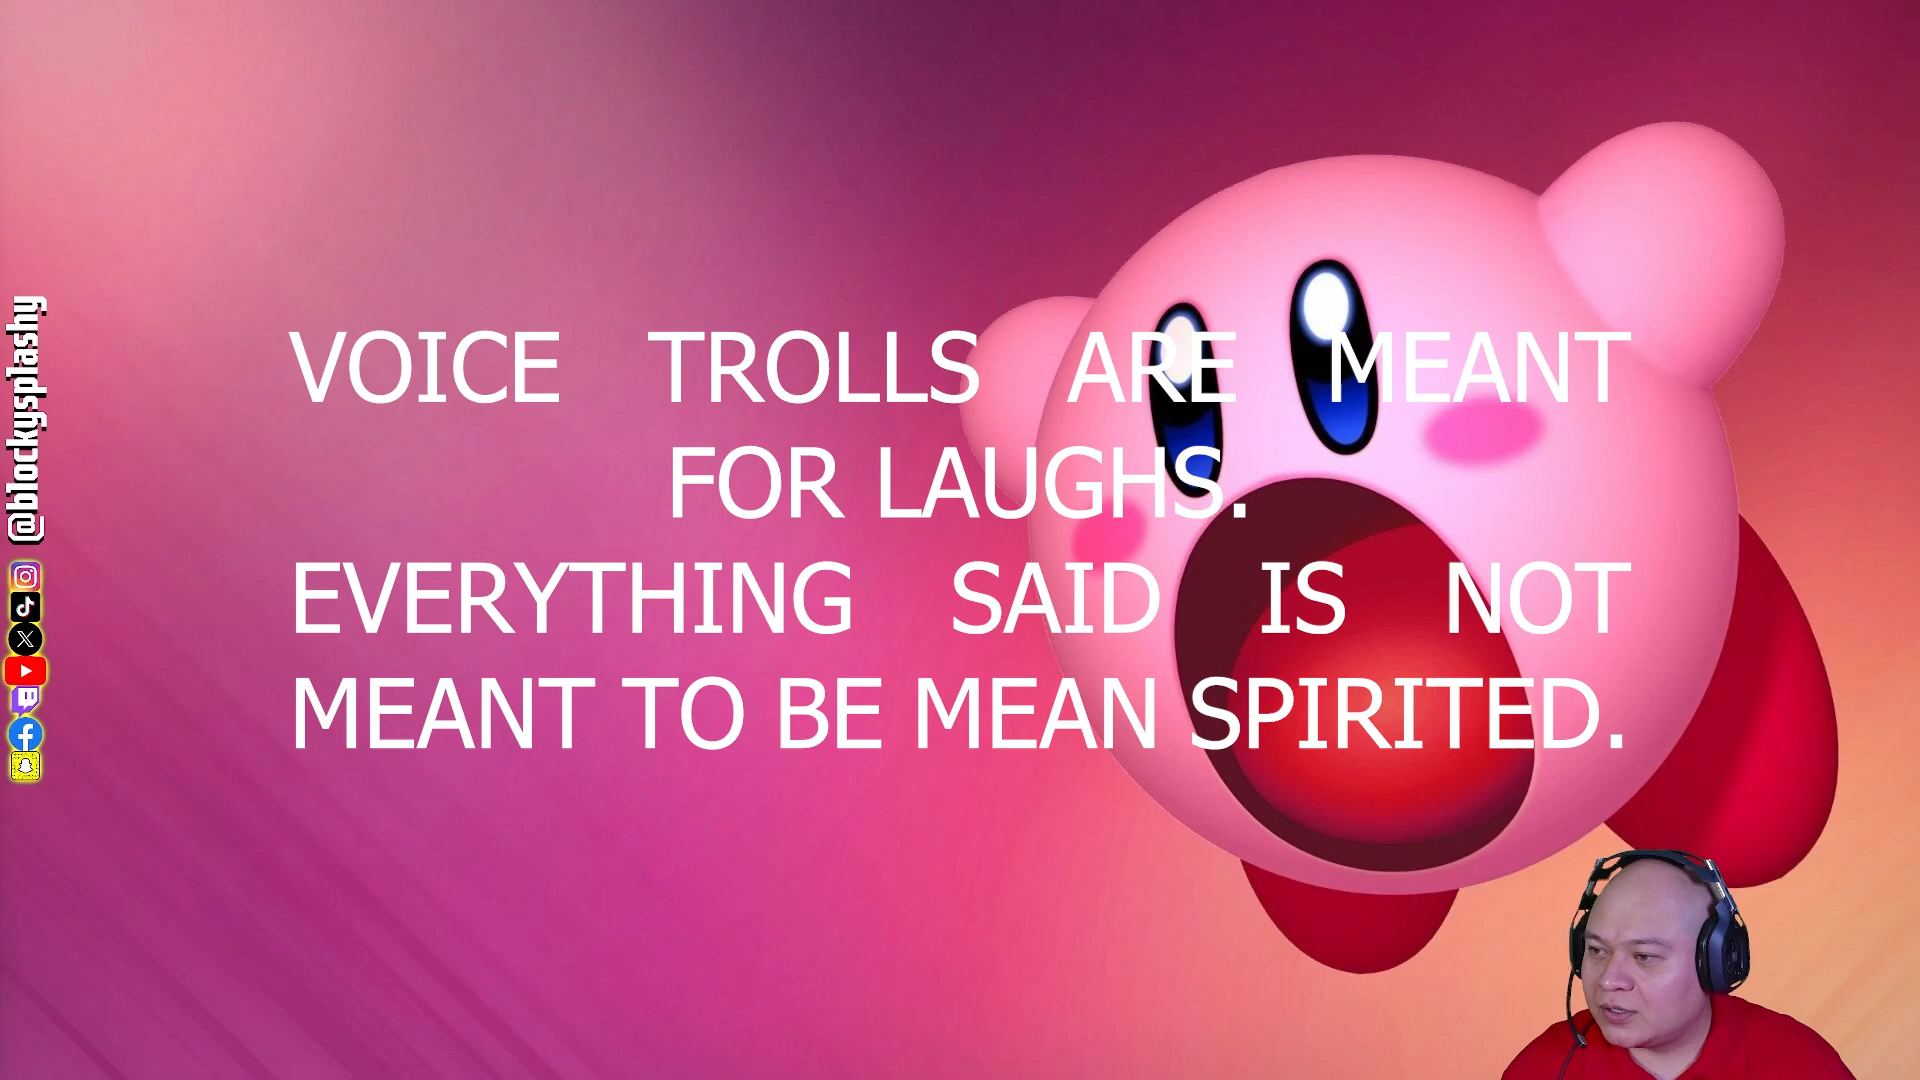 VOICE TROLLS ARE MEANT
FOR LAUGHS.
EVERYTHING SAID IS NOT
MEANT TO BE MEAN SPIRITED.
@blockysplashy